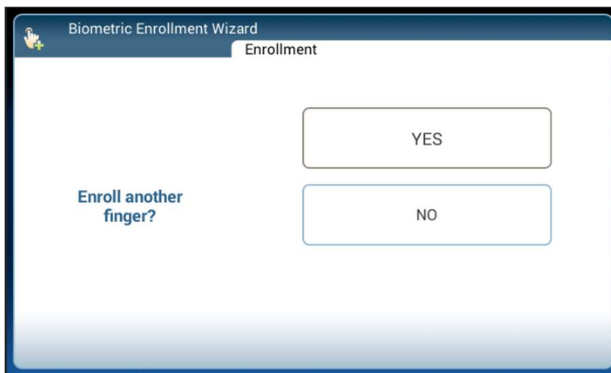 Biometric Enrollment Wizard
Enrollment
YES
Enroll another
finger?
NO